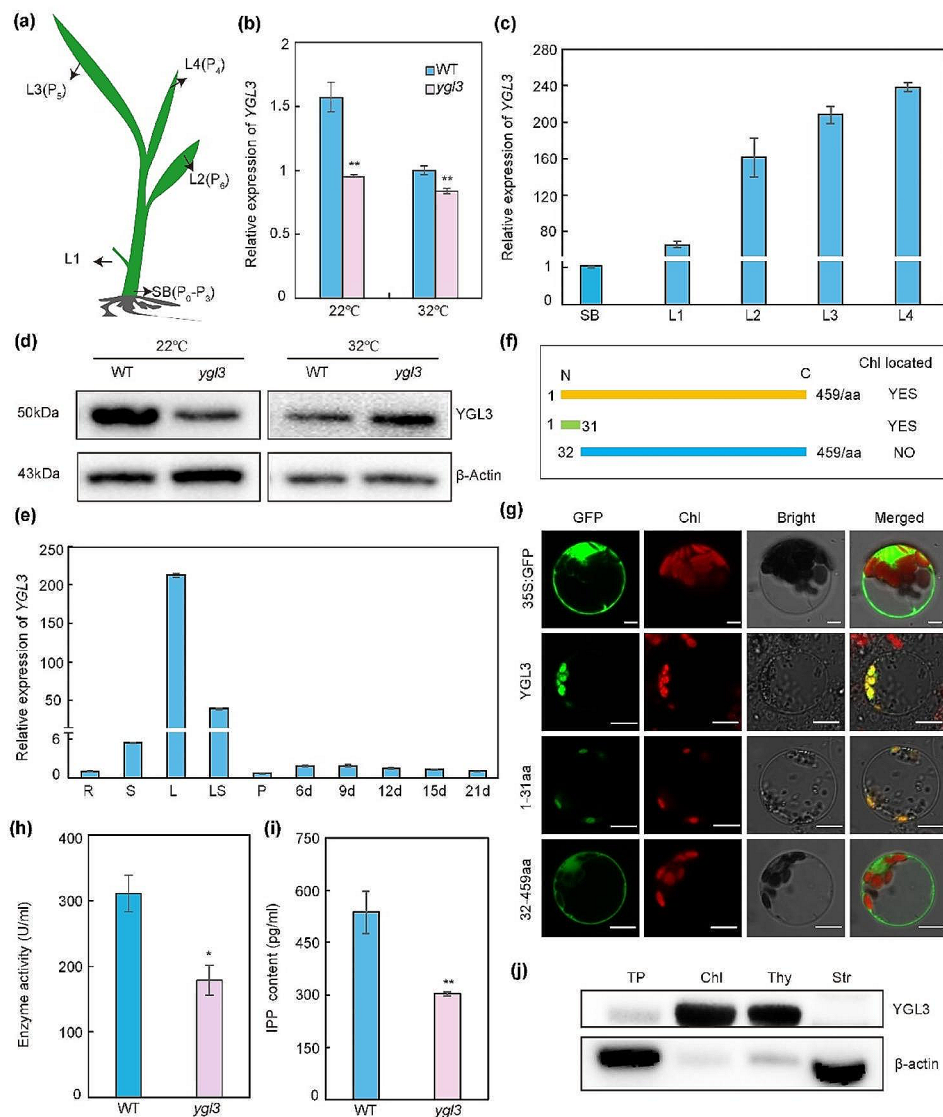 (a)
L3(P5)
L4(P4)
L2(P6)
L1
SB(P0-P3)
(b)
Relative expression of YGL3
2
1.5
1
0.5
0
WT
ygl3
**
**
22℃
32℃
(c)
Relative expression of YGL3
280
240
200
160
120
80
40
1
0
SB
L1
L2
L3
L4
(d)
22℃
32℃
WT
ygl3
WT
ygl3
50kDa
YGL3
43kDa
β-Actin
(f)
N
C
Chl located
1
459/aa
YES
1
31
YES
32
459/aa
NO
(e)
Relative expression of YGL3
250
200
150
100
50
6
0
R
S
L
LS
P
6d
9d
12d
15d
21d
(g)
GFP
Chl
Bright
Merged
35S:GFP
YGL3
1-31aa
32-459aa
(h)
Enzyme activity (U/ml)
400
300
200
100
0
*
WT
ygl3
(i)
IPP content (pg/ml)
750
600
450
300
150
0
**
WT
ygl3
(j)
TP
Chl
Thy
Str
YGL3
β-actin